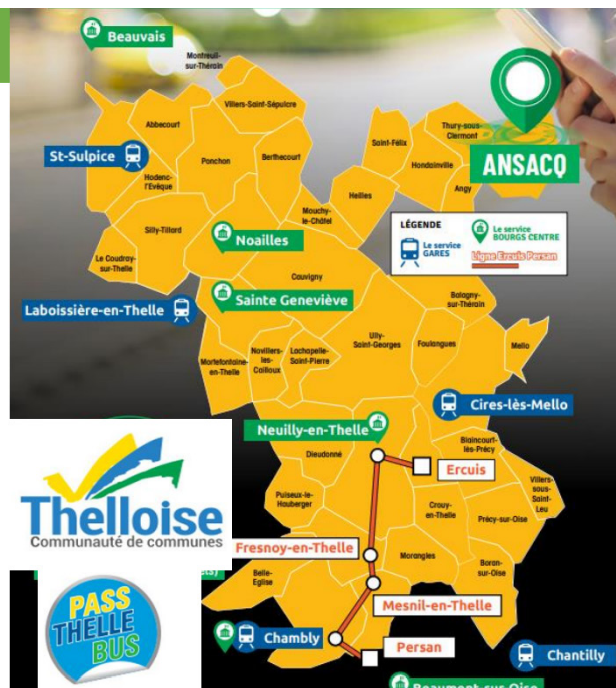 Beauvais
Montreuil-
sur-Thérain
Villers-Saint-Sépulcre
Abbecourt
Thury-sous-
Clermont
Saint-Félix
St-Sulpice
Ponchon
Berthecourt
Hondainville
ANSACQ
Hodenc-
l'Evêque
Angy
Heilles
Mouchy-
le-Châtel
Silly-Tillard
Noailles
LÉGENDE
Le service
GARES
Le service
BOURGS CENTRE
Ligne Ercuis Persan
Le Coudray-
sur-Thelle
Cauvigny
Sainte Geneviève
Laboissière-en-Thelle
Balagny-
sur-Thérain
Ully-
Saint-Georges
Foulangues
Mello
Mortefontaine-
en-Thelle
Novillers-
les-
Cailloux
Lachapelle-
Saint-Pierre
Cires-lès-Mello
Neuilly-en-Thelle
Blaincourt-
lès-Précy
Dieudonné
Ercuis
Villers-
sous-
Saint-
Leu
Thelloise
Communauté de communes
Puiseux-le-
Hauberger
Crouy-
en-Thelle
Précy-sur-Oise
Fresnoy-en-Thelle
Morangles
Boran-
sur-Oise
Belle-
Eglise
PASS
THELLE
BUS
Mesnil-en-Thelle
Chambly
Persan
Chantilly
Beaumont-sur-Oise